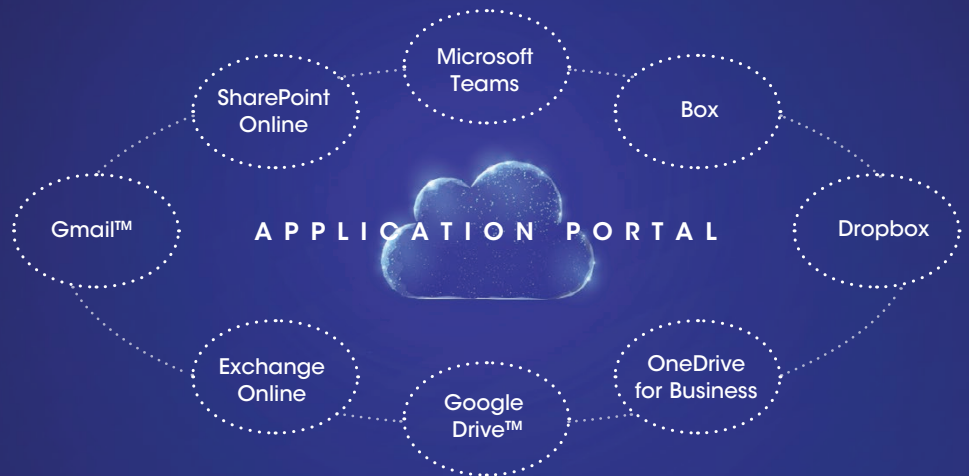 Microsoft
Teams
SharePoint
Online
Box
Gmail™
APPLICATION PORTAL
Dropbox
Exchange
Online
OneDrive
for Business
Google
Drive™